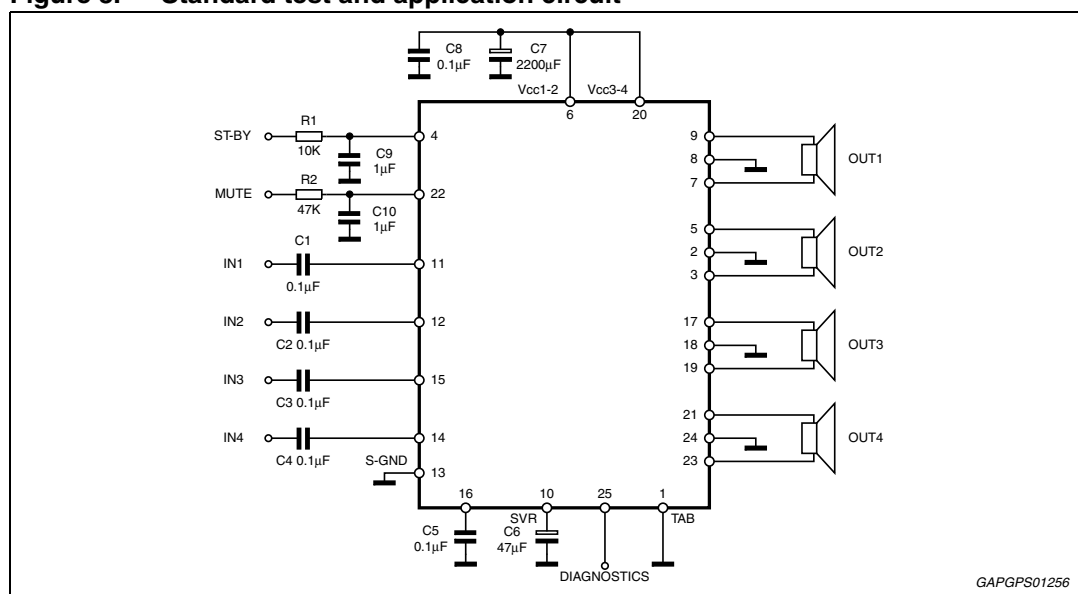 Figure 3. Standard test and application circuit
C8
0.1µF
C7
2200µF
Vcc1-2
Vcc3-4
6
20
ST-BY
R1
10K
C9
1µF
4
MUTE
R2
47K
C10
1µF
22
IN1
C1
0.1µF
11
IN2
C2 0.1µF
12
IN3
C3 0.1µF
15
IN4
C4 0.1µF
14
S-GND
13
9
8
7
OUT1
5
2
3
OUT2
17
18
19
OUT3
21
24
23
OUT4
16
10
25
1
C5
0.1µF
SVR
C6
47µF
TAB
DIAGNOSTICS
GAPGPS01256